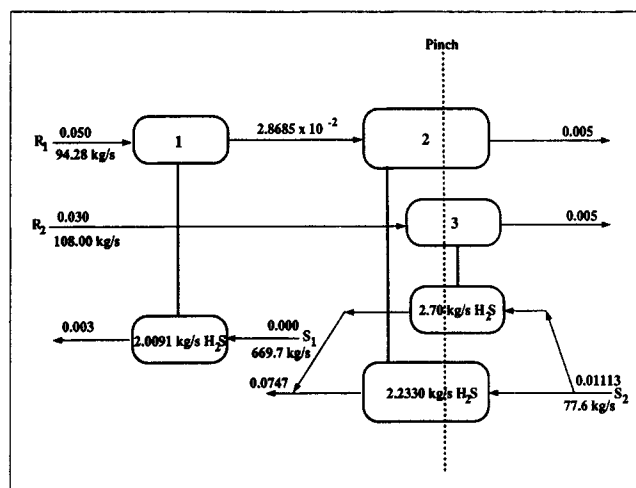 Pinch
0.050
2.8685 x 10 -2
0.005
R1
1
2
94.28 kg/s
0.030
0.005
R2
3
108.00 kg/s
2.70 kg/s H2S
0.003
0.000
2.0091 kg/s H2S
S1
669.7 kg/s
0.0747
0.01113
2.2330 kg/s H2S
S2
77.6 kg/s